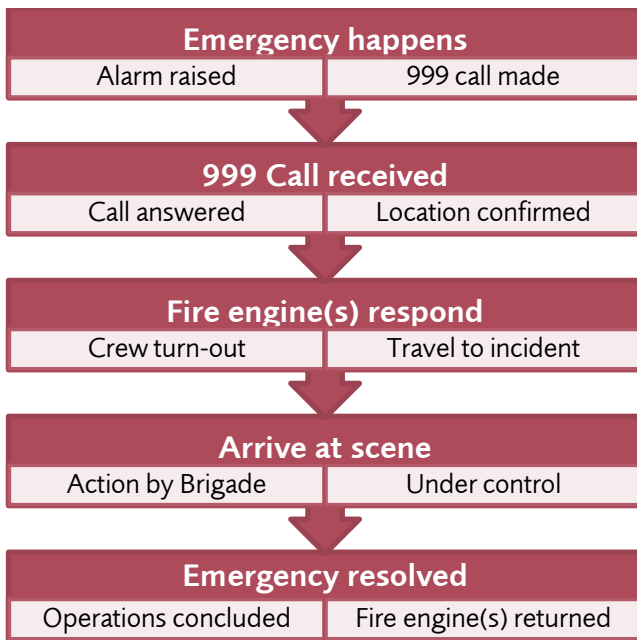 Emergency happens
Alarm raised
999 call made
999 Call received
Call answered
Location confirmed
Fire engine(s) respond
Crew turn-out
Travel to incident
Arrive at scene
Action by Brigade
Under control
Emergency resolved
Operations concluded
Fire engine(s) returned